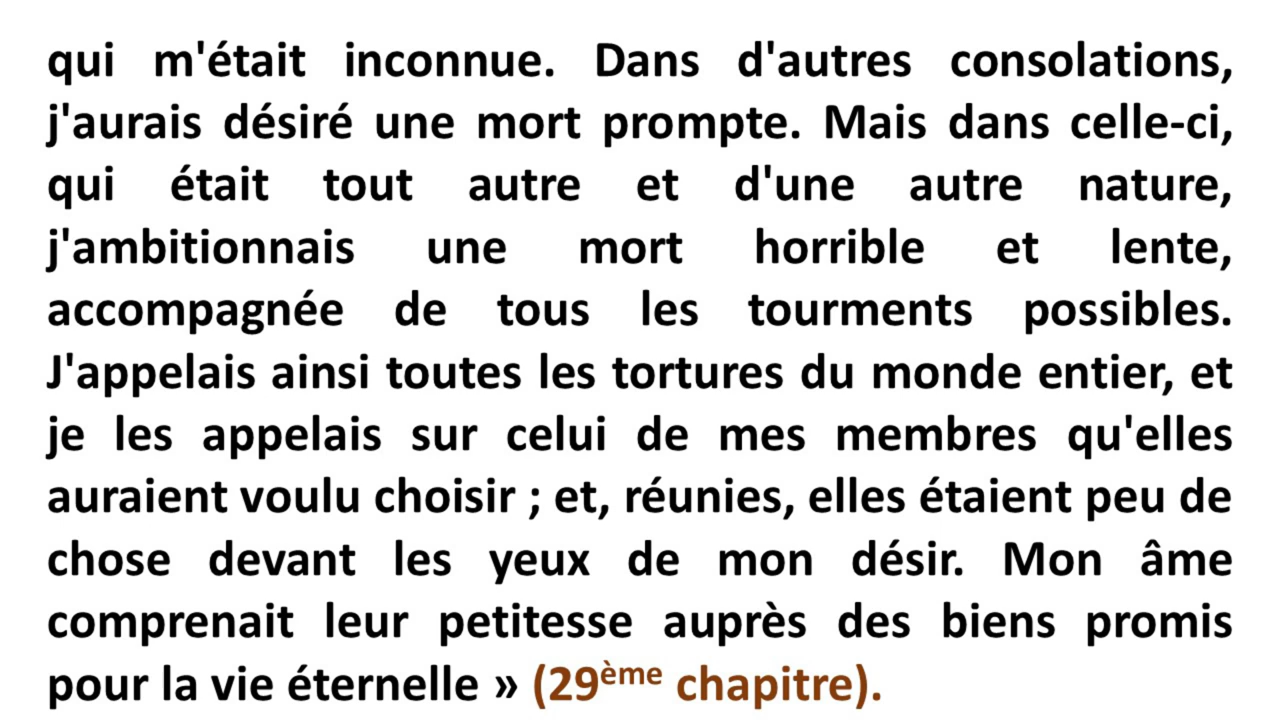 qui m'était inconnue. Dans d'autres consolations,
j'aurais désiré une mort prompte. Mais dans celle-ci,
qui était tout autre et d'une autre nature,
j'ambitionnais une mort horrible et lente,
accompagnée de tous les tourments possibles.
J'appelais ainsi toutes les tortures du monde entier, et
je les appelais sur celui de mes membres qu'elles
auraient voulu choisir ; et, réunies, elles étaient peu de
chose devant les yeux de mon désir. Mon âme
comprenait leur petitesse auprès des biens promis
pour la vie éternelle » (29ème chapitre).